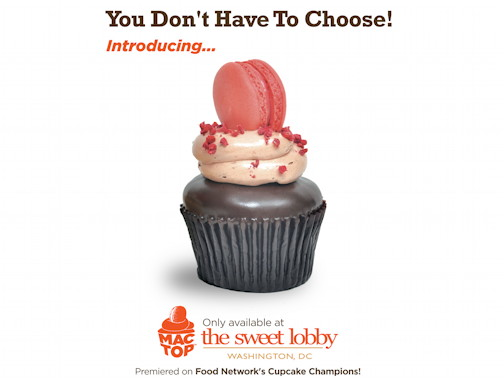 You Don't Have To Choose!
Introducing...
Only available at
MAC
TOP
the sweet lobby
WASHINGTON, DC
Premiered on Food Network's Cupcake Champions!